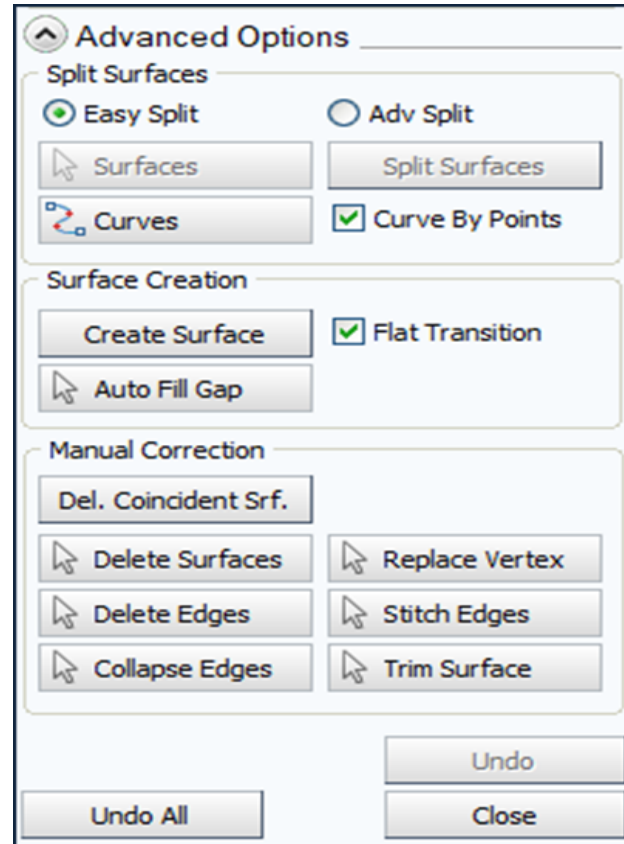 Advanced Options
Split Surfaces
Easy Split Adv Split
Surfaces Split Surfaces
Curves Curve By Points
Surface Creation
Create Surface Flat Transition
Auto Fill Gap
Manual Correction
Del. Coincident Srf.
Delete Surfaces Replace Vertex
Delete Edges Stitch Edges
Collapse Edges Trim Surface
Undo
Undo All Close